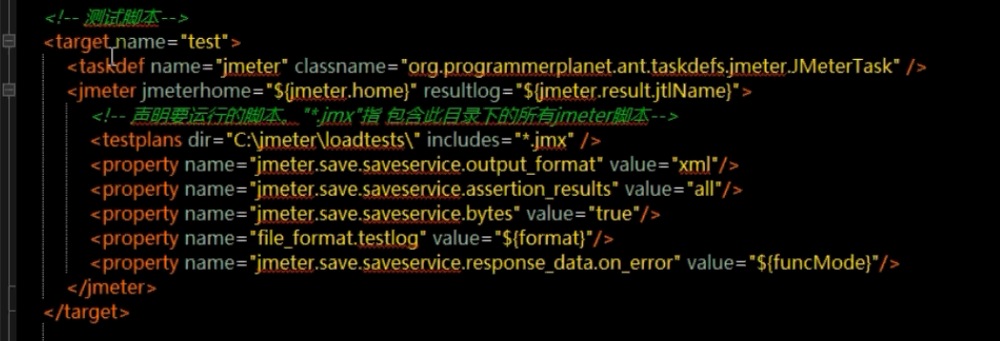 <!-- 测试脚本-->
<target name="test">
<taskdef name="jmeter" classname="org.programmerplanet.ant.taskdefs.jmeter.JMeterTask" />
<jmeter jmeterhome="${jmeter.home}" resultlog="${jmeter.result.jtlName}">
<!-- 声明要运行的脚本。 "*.jmx"指 包含此目录下的所有jmeter脚本-->
<testplans dir="C:\jmeter\loadtests\" includes="*.jmx" />
<property name="jmeter.save.saveservice.output_format" value="xml"/>
<property name="jmeter.save.saveservice.assertion_results" value="all"/>
<property name="jmeter.save.saveservice.bytes" value="true"/>
<property name="file_format.testlog" value="${format}"/>
<property name="jmeter.save.saveservice.response_data.on_error" value="${funcMode}"/>
</jmeter>
</target>